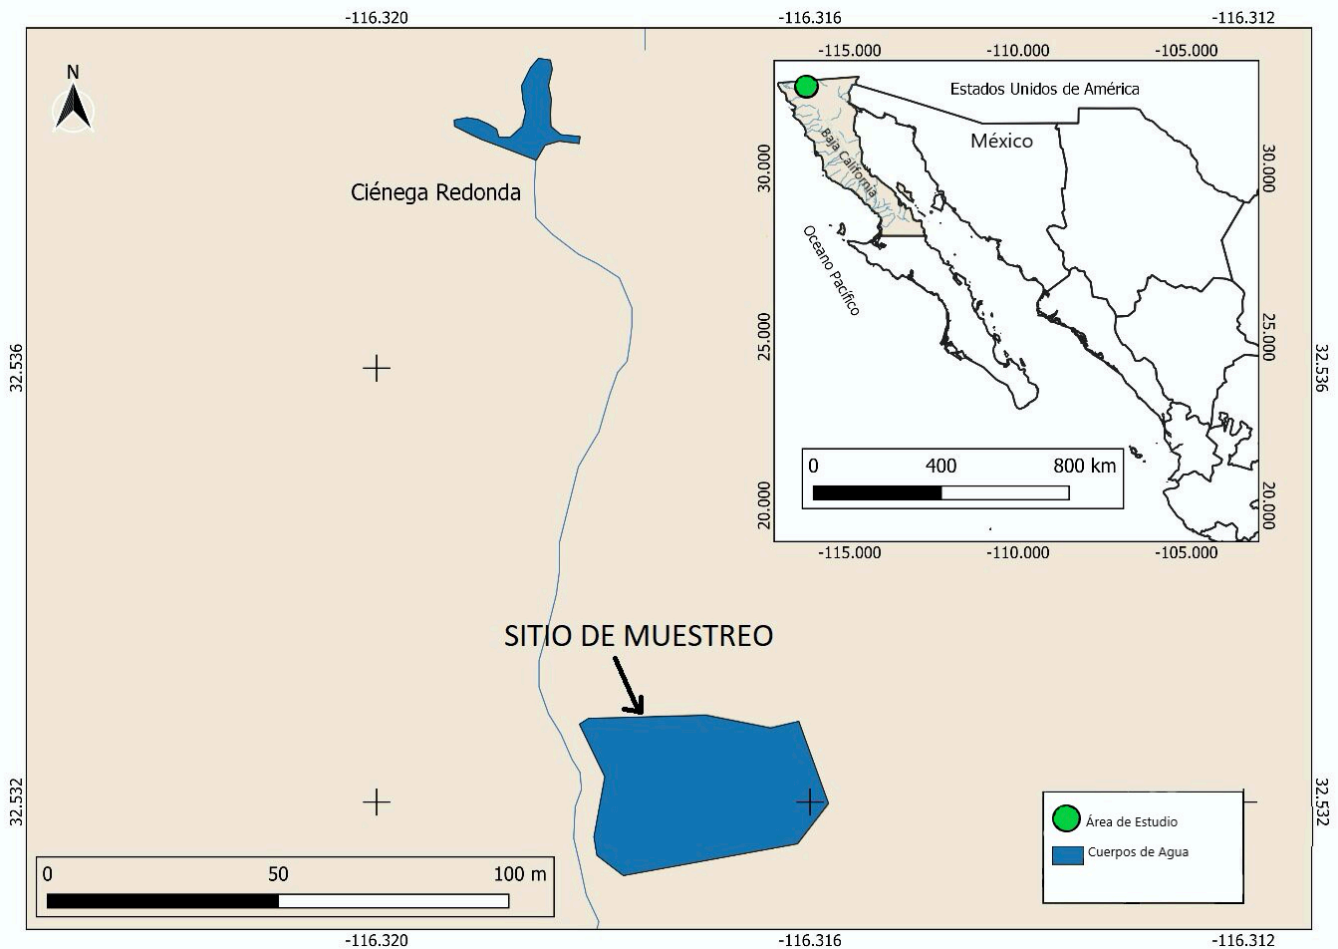 -116.320
-116.316
-116.312
N
Ciénega Redonda
-115.000
-110.000
-105.000
Estados Unidos de América
México
Baja California
Oceano Pacífico
30.000
30.000
25.000
25.000
20.000
20.000
0
400
800 km
-115.000
-110.000
-105.000
32.536
32.536
SITIO DE MUESTREO
32.532
32.532
Área de Estudio
Cuerpos de Agua
0
50
100 m
-116.320
-116.316
-116.312